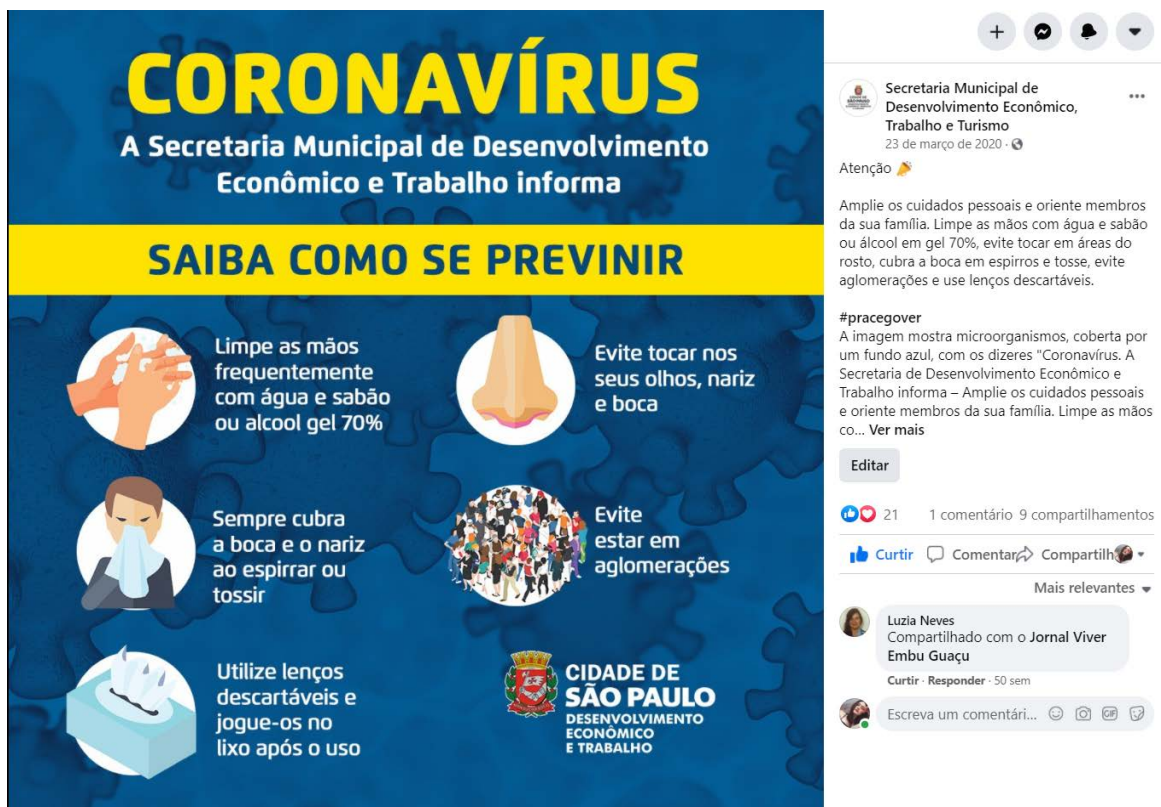 CORONAVÍRUS
A Secretaria Municipal de Desenvolvimento
Econômico e Trabalho informa
SAIBA COMO SE PREVINIR
Limpe as mãos
frequentemente
com água e sabão
ou alcool gel 70%
Evite tocar nos
seus olhos, nariz
e boca
Sempre cubra
a boca e o nariz
ao espirrar ou
tossir
Evite
estar em
aglomerações
Utilize lenços
descartáveis e
jogue-os no
lixo após o uso
CIDADE DE
SÃO PAULO
DESENVOLVIMENTO
ECONÔMICO
E TRABALHO
Secretaria Municipal de
Desenvolvimento Econômico,
Trabalho e Turismo
23 de março de 2020 ·
Atenção
Amplie os cuidados pessoais e oriente membros
da sua família. Limpe as mãos com água e sabão
ou álcool em gel 70%, evite tocar em áreas do
rosto, cubra a boca em espirros e tosse, evite
aglomerações e use lenços descartáveis.
#pracegover
A imagem mostra microorganismos, coberta por
um fundo azul, com os dizeres "Coronavírus. A
Secretaria de Desenvolvimento Econômico e
Trabalho informa – Amplie os cuidados pessoais
e oriente membros da sua família. Limpe as mãos
co... Ver mais
Editar
21 1 comentário 9 compartilhamentos
Curtir Comentar Compartilh
Mais relevantes
Luzia Neves
Compartilhado com o Jornal Viver
Embu Guaçu
Curtir · Responder · 50 sem
Escreva um comentári... GIF